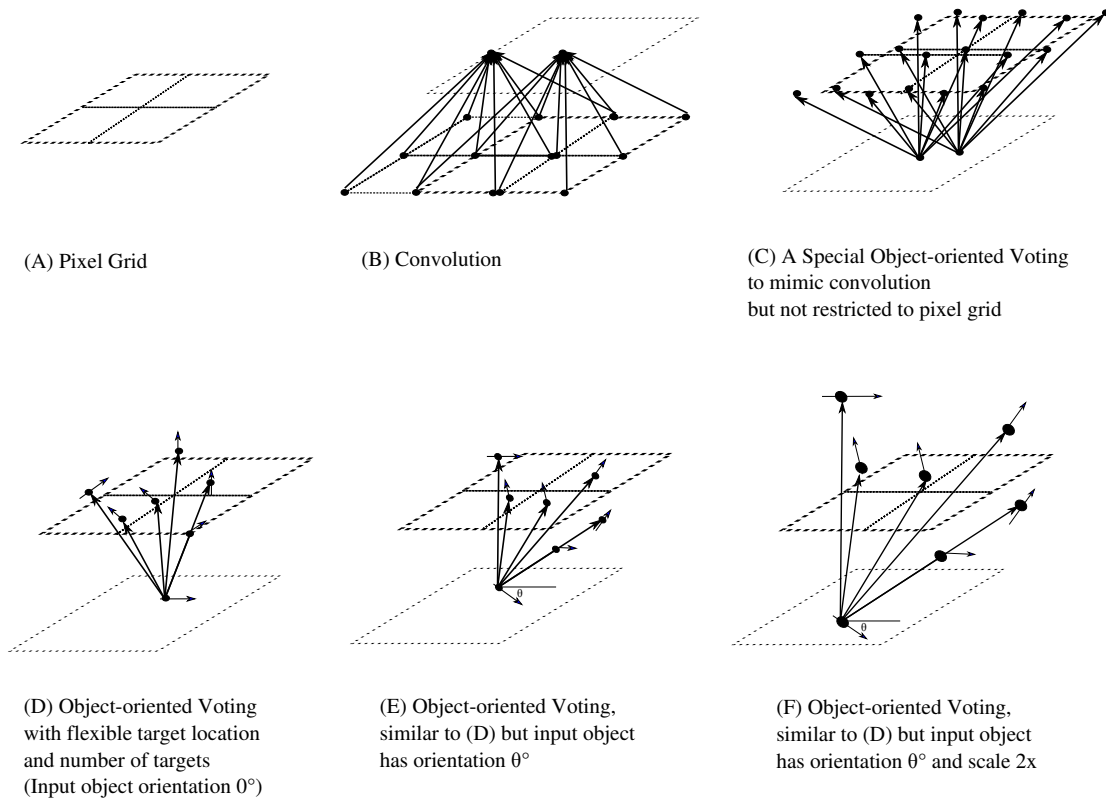 (A) Pixel Grid
(B) Convolution
(C) A Special Object-oriented Voting
to mimic convolution
but not restricted to pixel grid
θ
θ
(D) Object-oriented Voting
with flexible target location
and number of targets
(Input object orientation 0°)
(E) Object-oriented Voting,
similar to (D) but input object
has orientation θ°
(F) Object-oriented Voting,
similar to (D) but input object
has orientation θ° and scale 2x